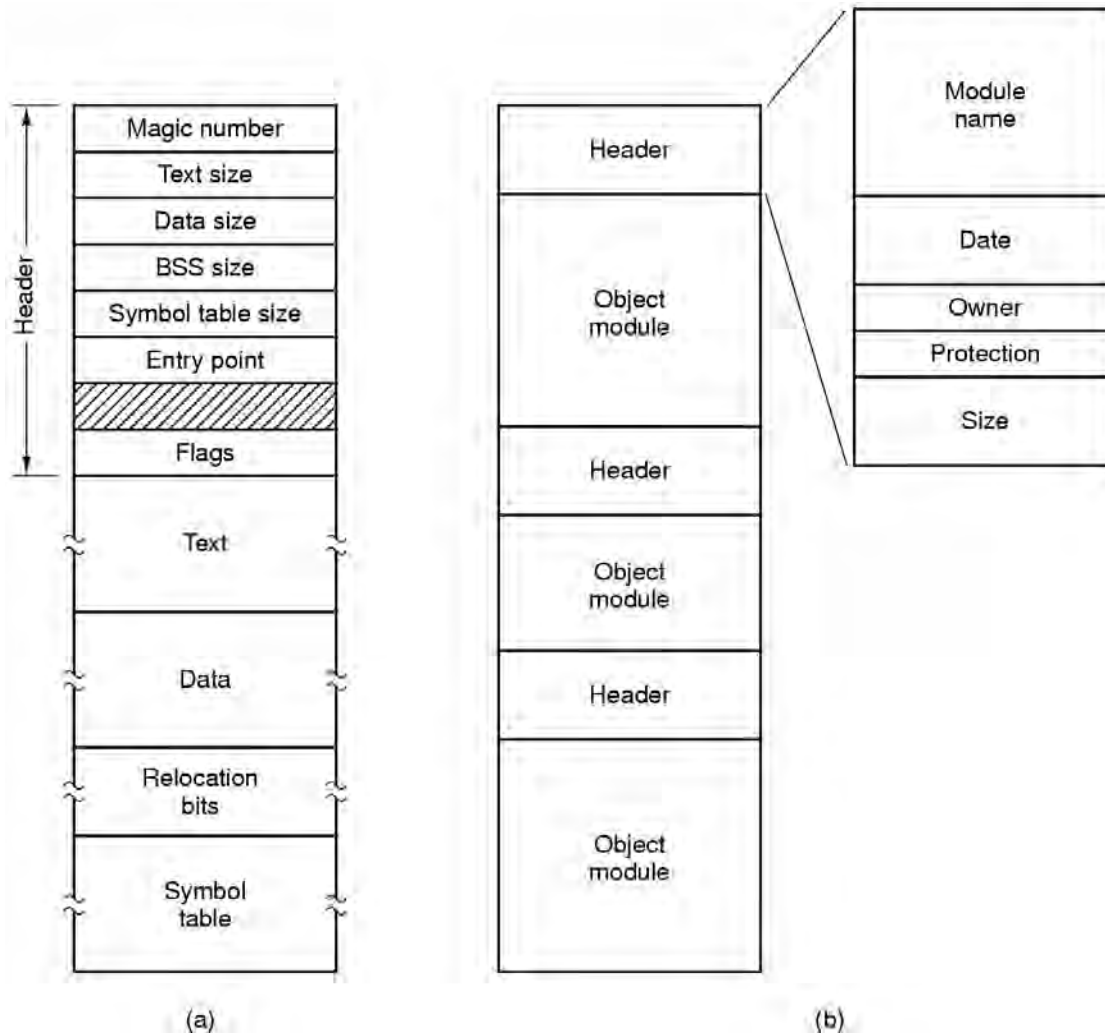 Header
Magic number
Text size
Data size
BSS size
Symbol table size
Entry point
Flags
Text
Data
Relocation
bits
Symbol
table
(a)
Header
Object
module
Header
Object
module
Header
Object
module
Module
name
Date
Owner
Protection
Size
(b)